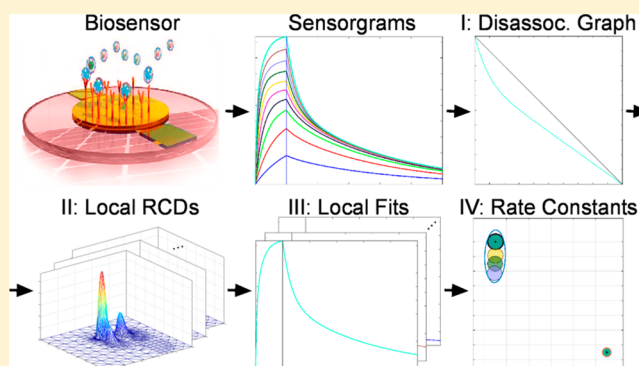 Biosensor
Sensorgrams
I: Disassoc. Graph
II: Local RCDs
III: Local Fits
IV: Rate Constants